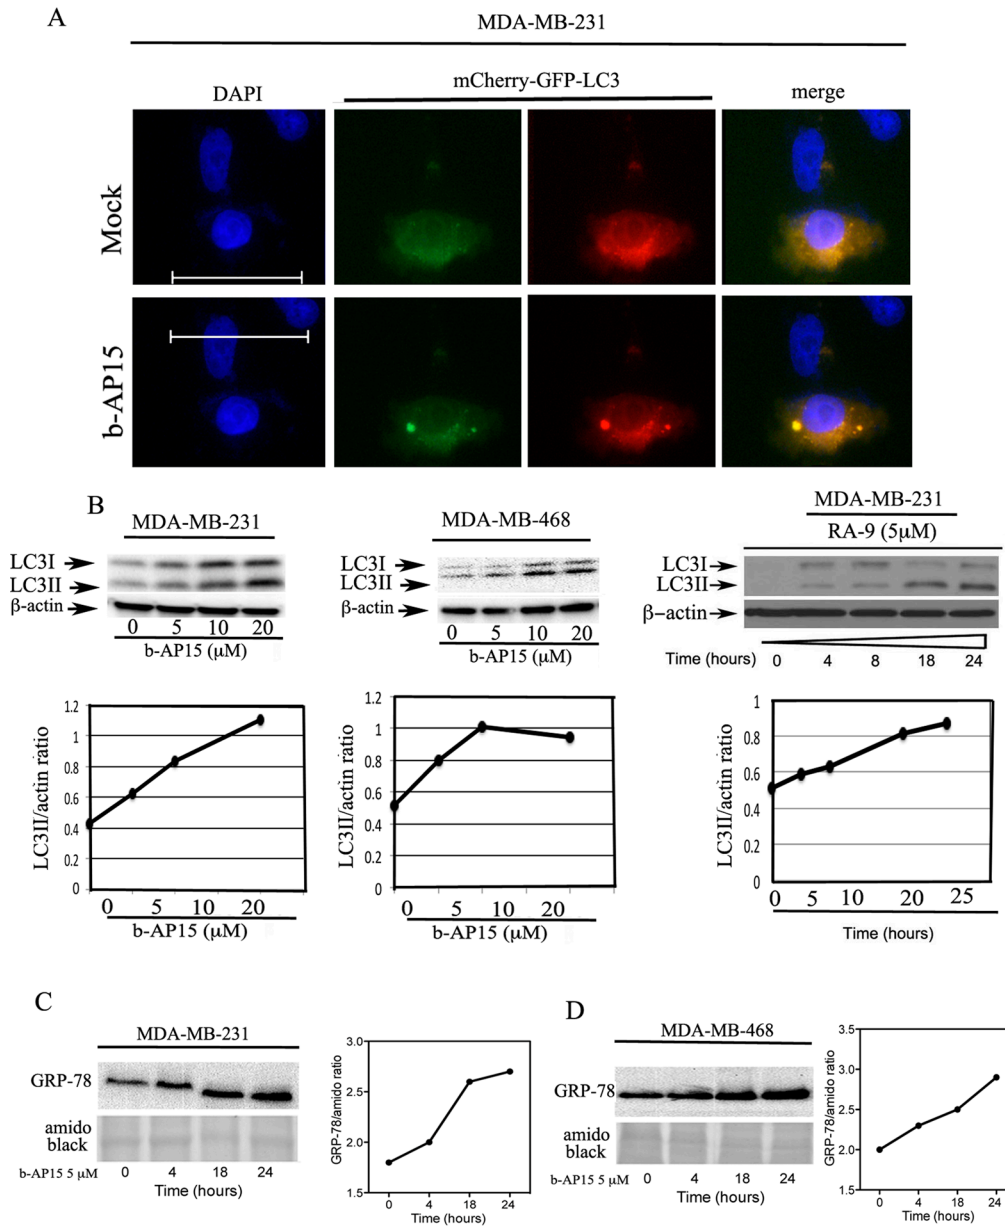 A
MDA-MB-231
DAPI
mCherry-GFP-LC3
merge
Mock
b-AP15
B
MDA-MB-231
LC3I
LC3II
β-actin
0 5 10 20
b-AP15 (μM)
MDA-MB-468
LC3I
LC3II
β-actin
0 5 10 20
b-AP15 (μM)
MDA-MB-231
RA-9 (5μM)
LC3I
LC3II
β-actin
Time (hours) 0 4 8 18 24
LC3II/actin ratio
1.2
1
0.8
0.6
0.4
0.2
0
0 5 10 20
b-AP15 (μM)
LC3II/actin ratio
1.2
1
0.8
0.6
0.4
0.2
0
0 5 10 20
b-AP15 (μM)
LC3II/actin ratio
1
0.8
0.6
0.4
0.2
0
0 5 10 20 25
Time (hours)
C
MDA-MB-231
GRP-78
amido
black
b-AP15 5 μM 0 4 18 24
Time (hours)
GRP-78/amido ratio
3.0
2.5
2.0
1.5
0 4 18 24
Time (hours)
D
MDA-MB-468
GRP-78
amido
black
b-AP15 5 μM 0 4 18 24
Time (hours)
GRP-78/amido ratio
3.5
3.0
2.5
2.0
1.5
0 4 18 24
Time (hours)